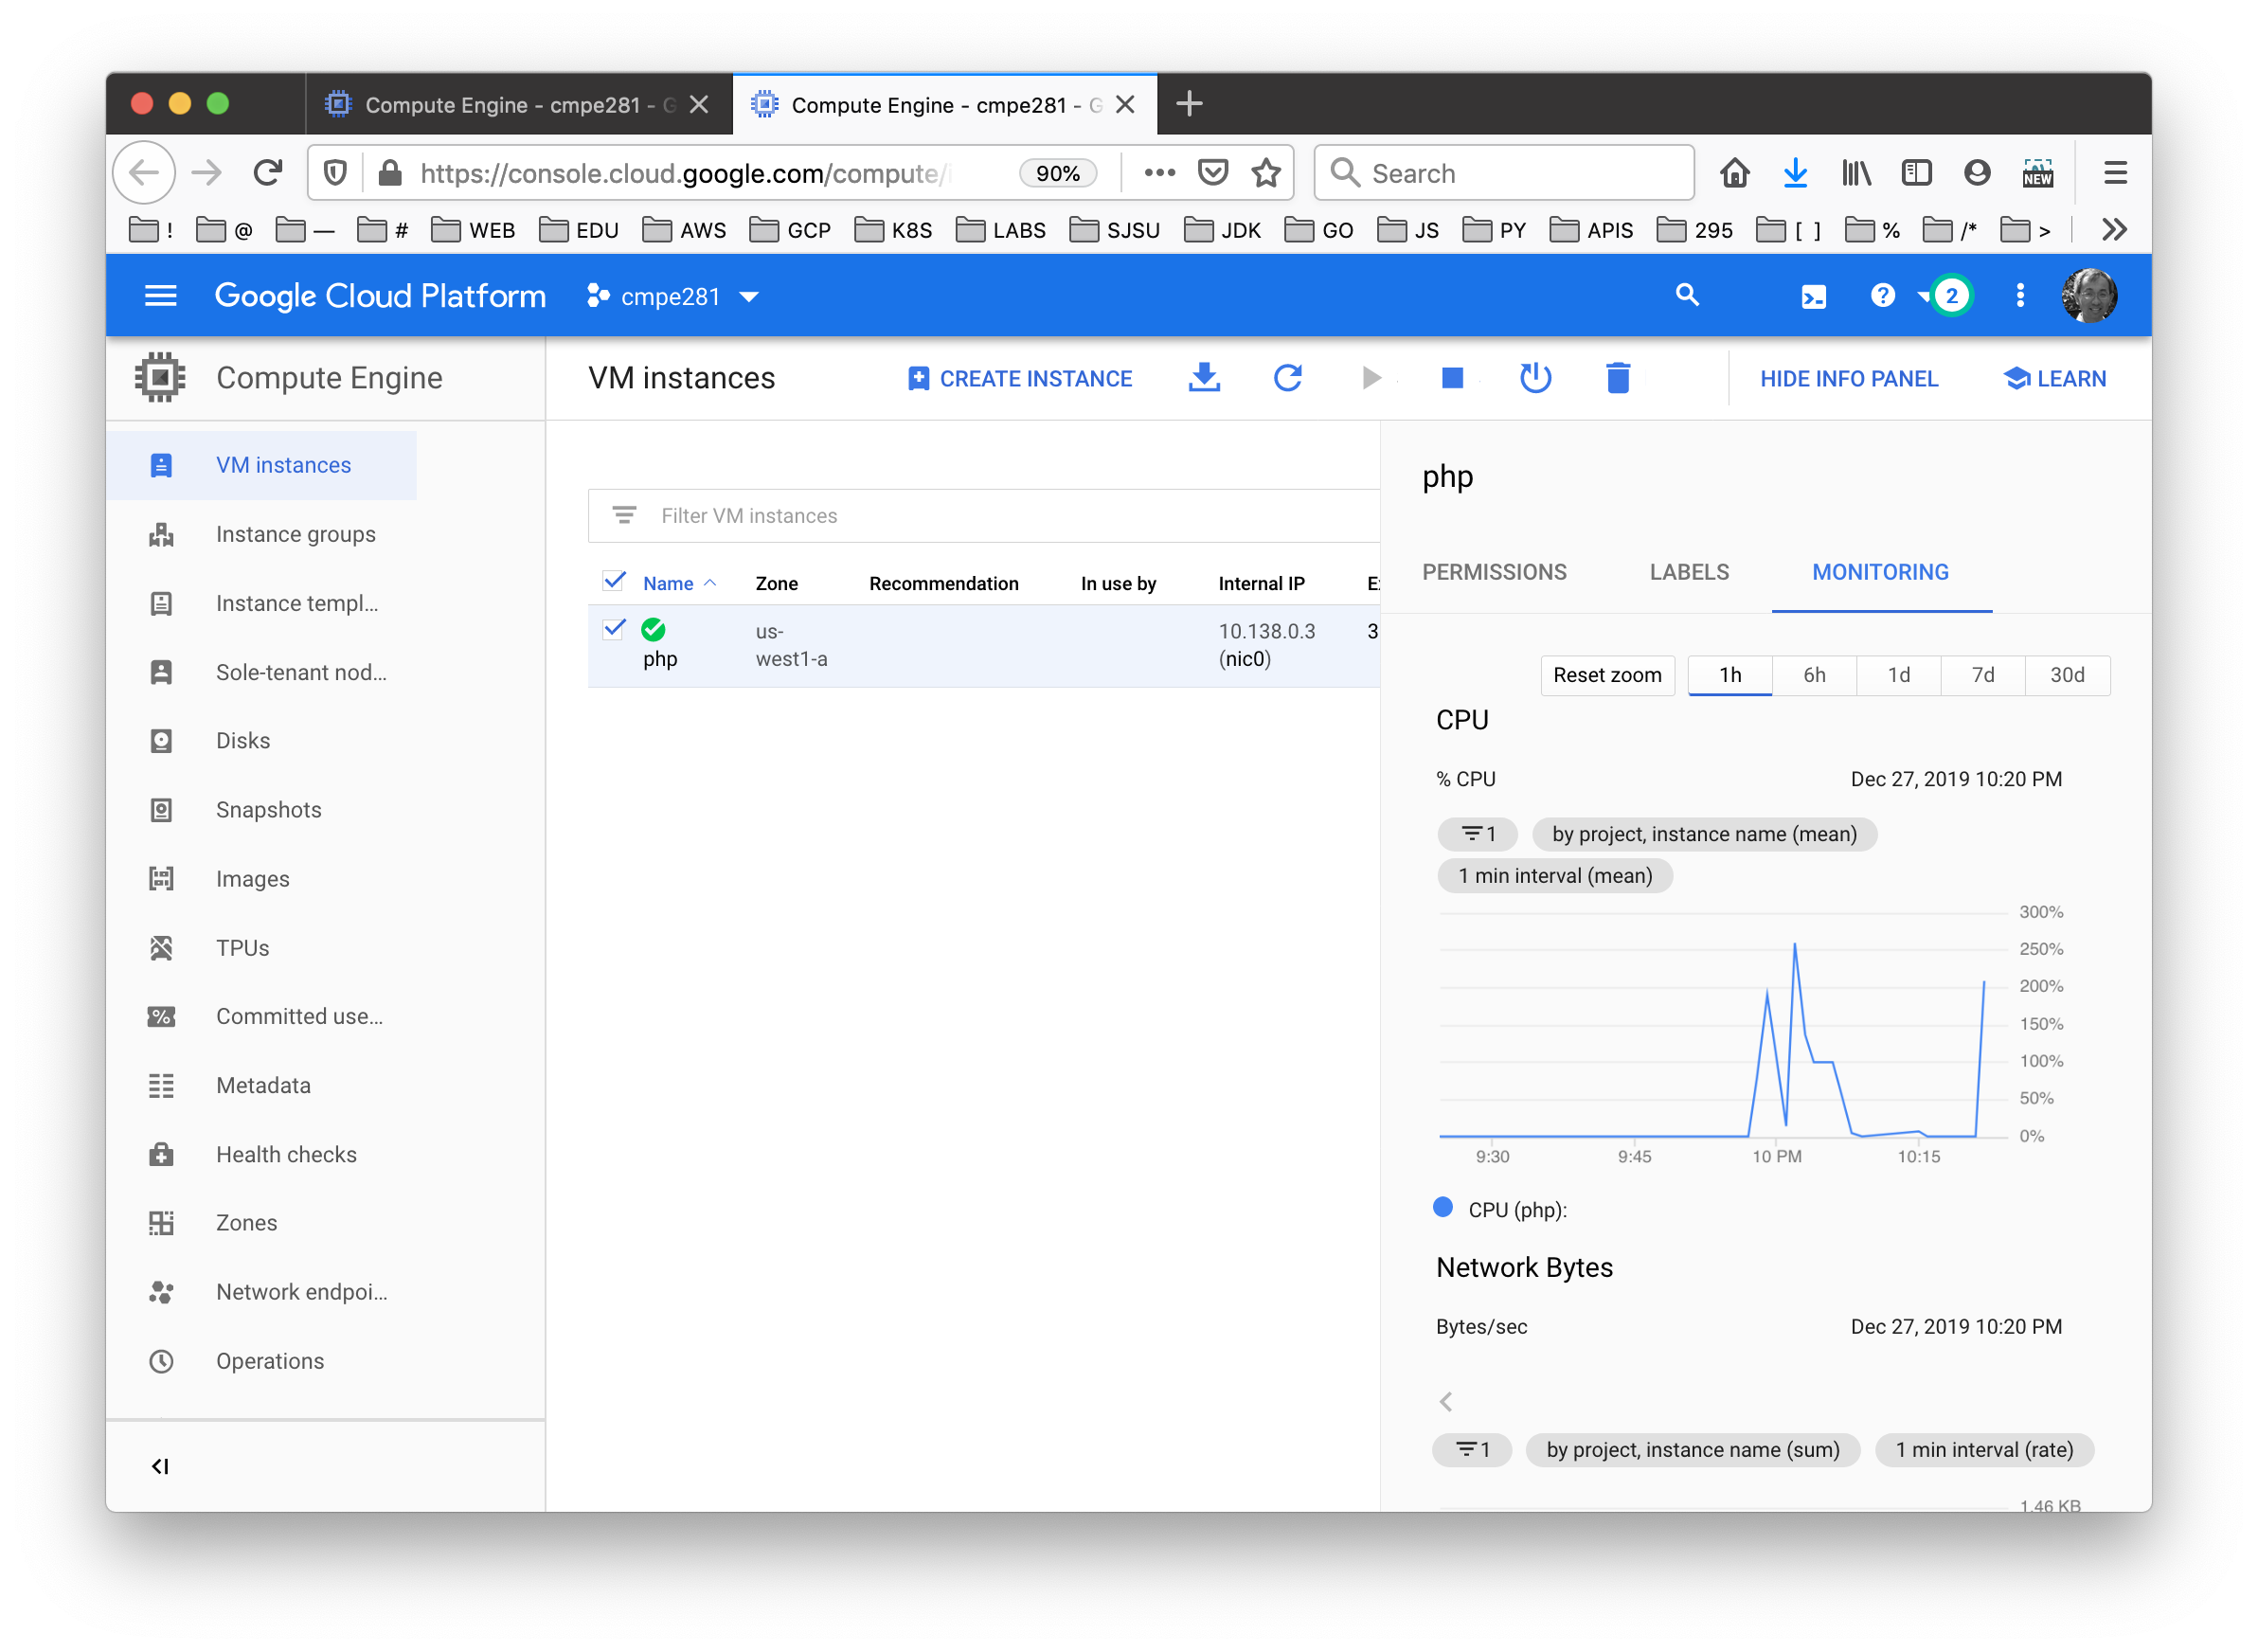 Compute Engine - cmpe281 - G
Compute Engine - cmpe281 - G
https://console.cloud.google.com/compute/
90%
Search
NEW
! @ — # WEB EDU AWS GCP K8S LABS SJSU JDK GO JS PY APIS 295 [ ] % /* >
Google Cloud Platform
cmpe281
2
Compute Engine
VM instances
CREATE INSTANCE
HIDE INFO PANEL
LEARN
VM instances
Instance groups
Instance templ...
Sole-tenant nod...
Disks
Snapshots
Images
TPUs
Committed use...
Metadata
Health checks
Zones
Network endpoi...
Operations
Filter VM instances
Name Zone Recommendation In use by Internal IP
us- 10.138.0.3 3
php west1-a (nic0)
php
PERMISSIONS LABELS MONITORING
Reset zoom 1h 6h 1d 7d 30d
CPU
% CPU Dec 27, 2019 10:20 PM
1 by project, instance name (mean)
1 min interval (mean)
300%
250%
200%
150%
100%
50%
0%
9:30 9:45 10 PM 10:15
CPU (php):
Network Bytes
Bytes/sec Dec 27, 2019 10:20 PM
1 by project, instance name (sum) 1 min interval (rate)
1.46 KB